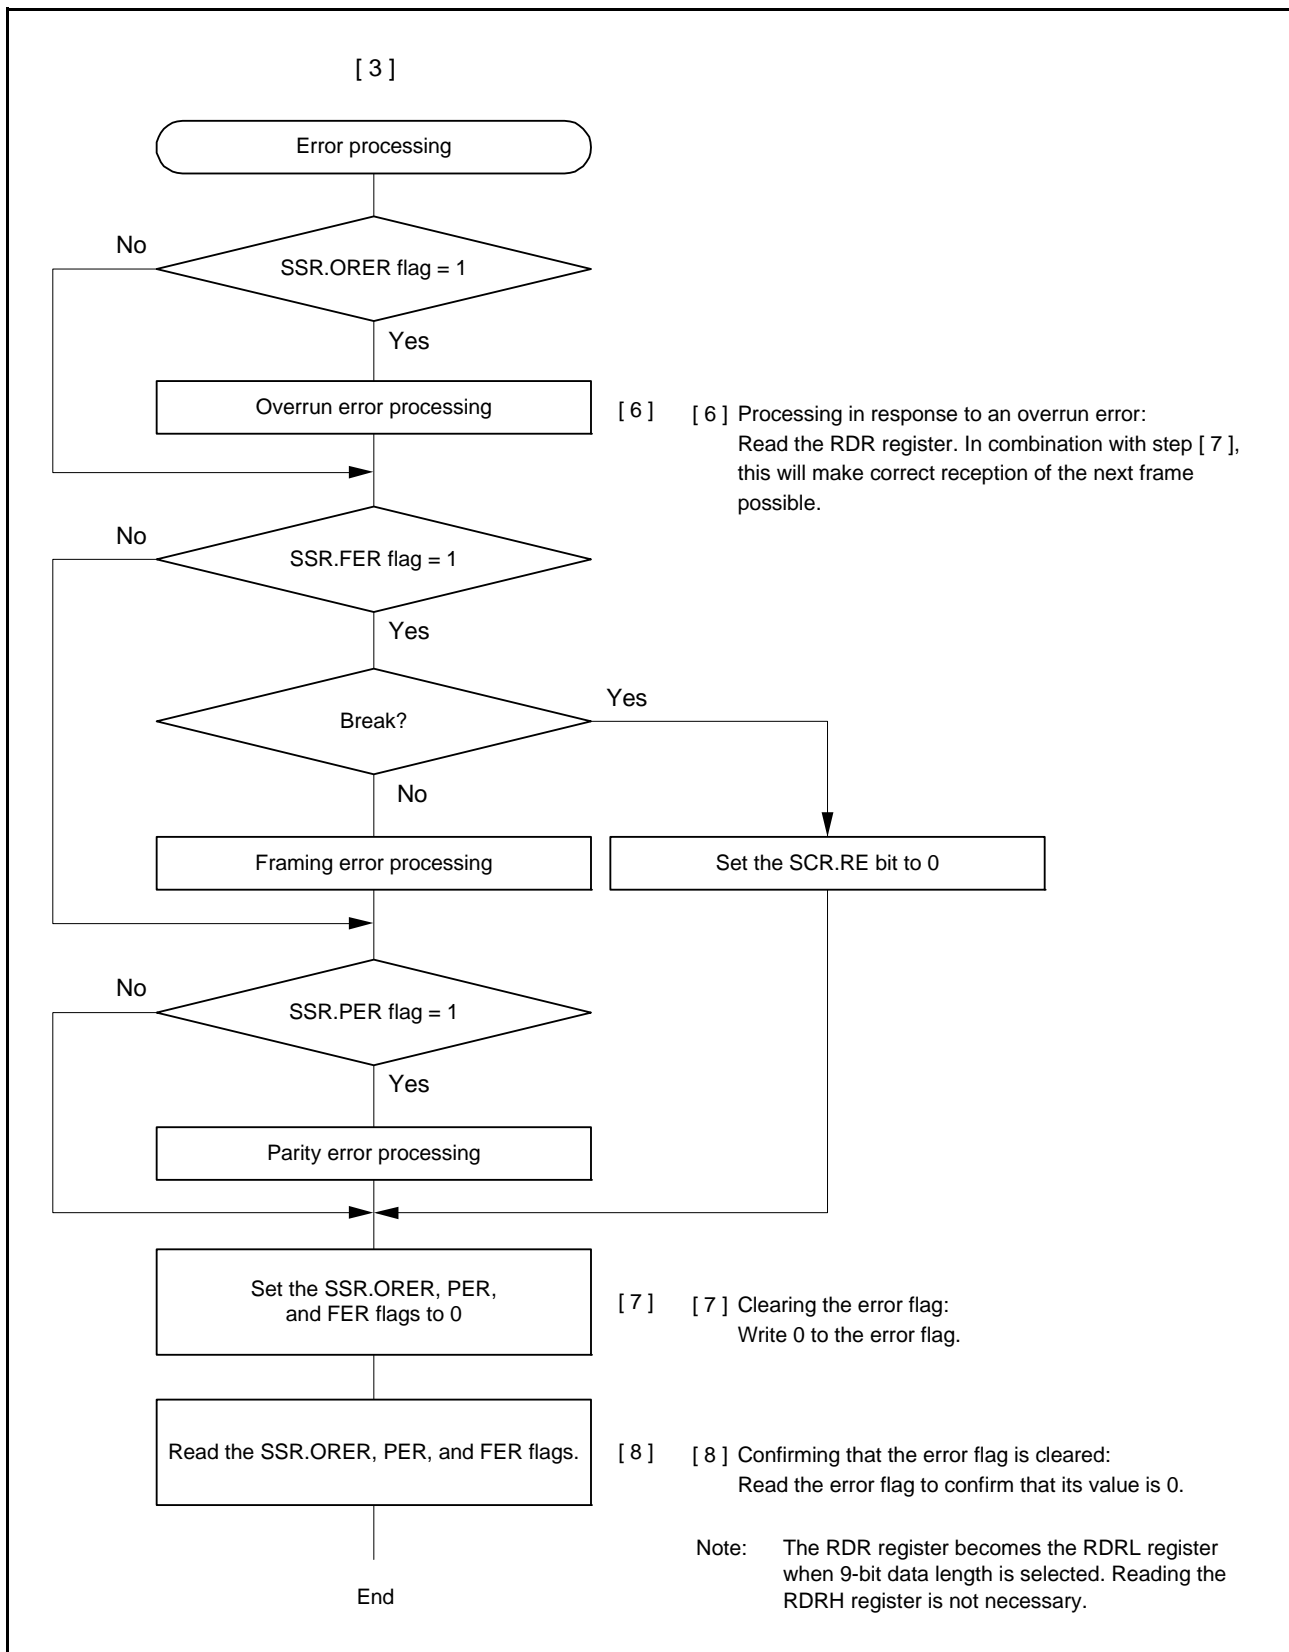 [ 3 ]
Error processing
No
SSR.ORER flag = 1
Yes
Overrun error processing
[ 6 ]
[ 6 ] Processing in response to an overrun error:
Read the RDR register. In combination with step [ 7 ],
this will make correct reception of the next frame
possible.
No
SSR.FER flag = 1
Yes
Break?
Yes
No
Framing error processing
Set the SCR.RE bit to 0
No
SSR.PER flag = 1
Yes
Parity error processing
Set the SSR.ORER, PER,
and FER flags to 0
[ 7 ]
[ 7 ] Clearing the error flag:
Write 0 to the error flag.
Read the SSR.ORER, PER, and FER flags.
[ 8 ]
[ 8 ] Confirming that the error flag is cleared:
Read the error flag to confirm that its value is 0.
End
Note: The RDR register becomes the RDRL register
when 9-bit data length is selected. Reading the
RDRH register is not necessary.